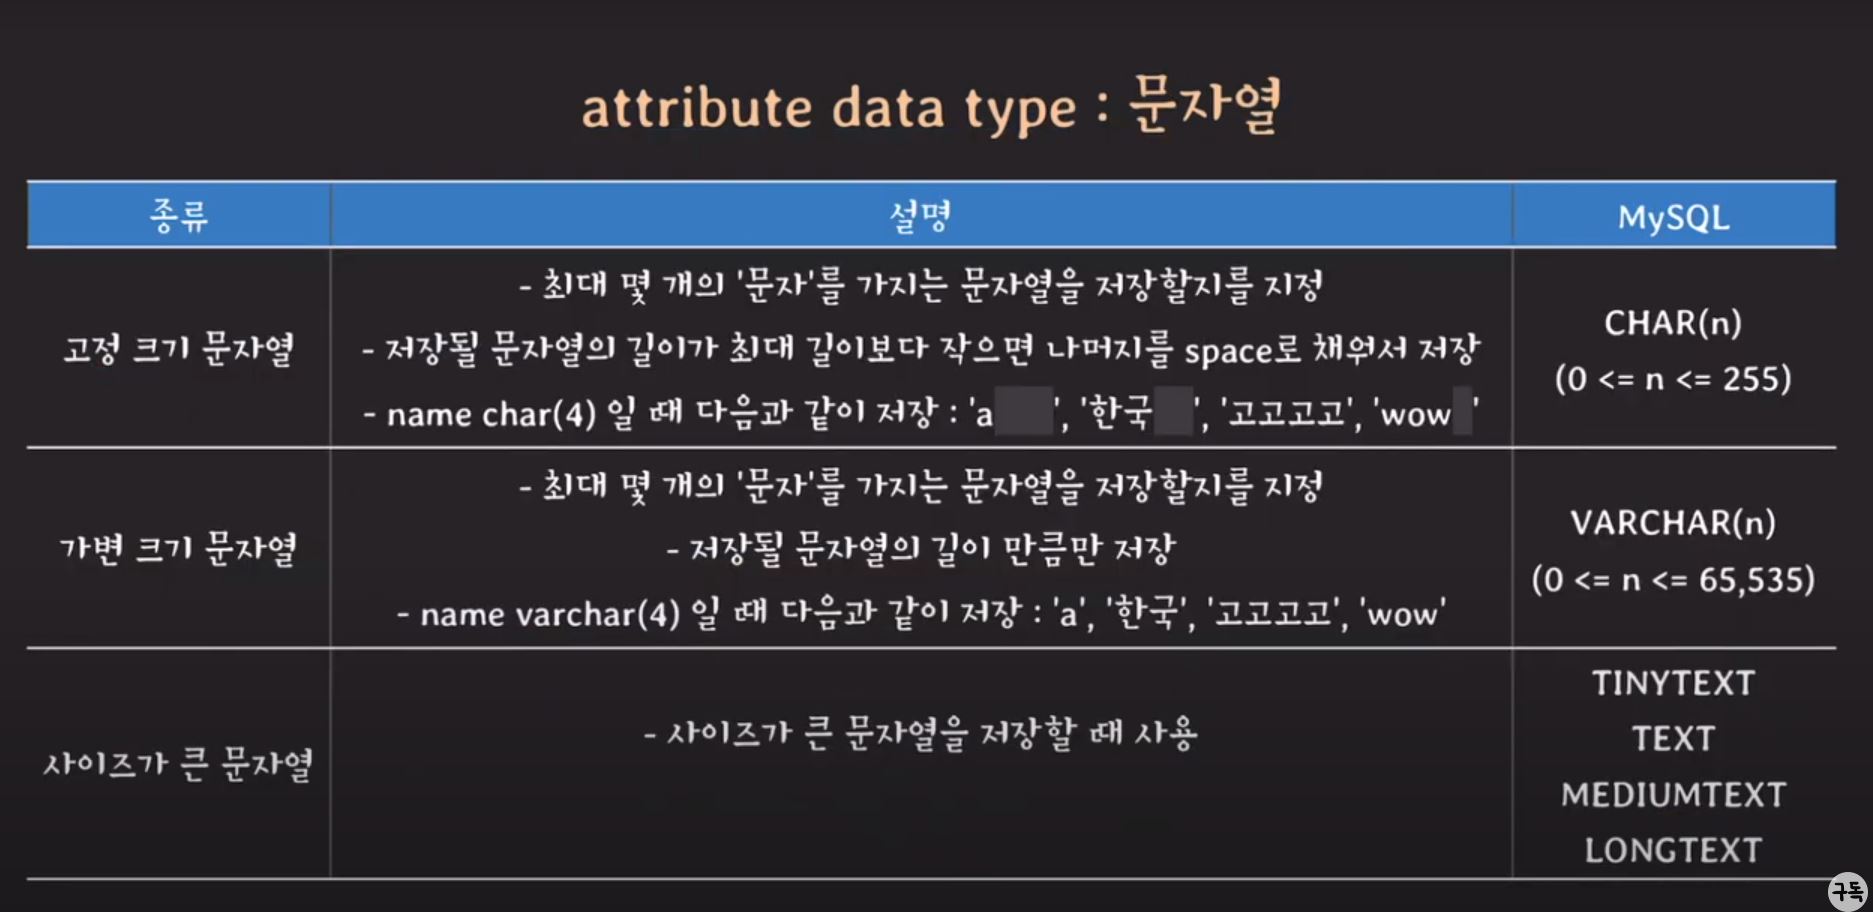 attribute data type : 문자열
종류
설명
MySQL
고정 크기 문자열
- 최대 몇 개의 '문자'를 가지는 문자열을 저장할지를 지정
- 저장될 문자열의 길이가 최대 길이보다 작으면 나머지를 space로 채워서 저장
- name char(4) 일 때 다음과 같이 저장 : 'a   ', '한국  ', '고고고고', 'wow '
CHAR(n)
(0 <= n <= 255)
가변 크기 문자열
- 최대 몇 개의 '문자'를 가지는 문자열을 저장할지를 지정
- 저장될 문자열의 길이 만큼만 저장
- name varchar(4) 일 때 다음과 같이 저장 : 'a', '한국', '고고고고', 'wow'
VARCHAR(n)
(0 <= n <= 65,535)
사이즈가 큰 문자열
- 사이즈가 큰 문자열을 저장할 때 사용
TINYTEXT
TEXT
MEDIUMTEXT
LONGTEXT
구독